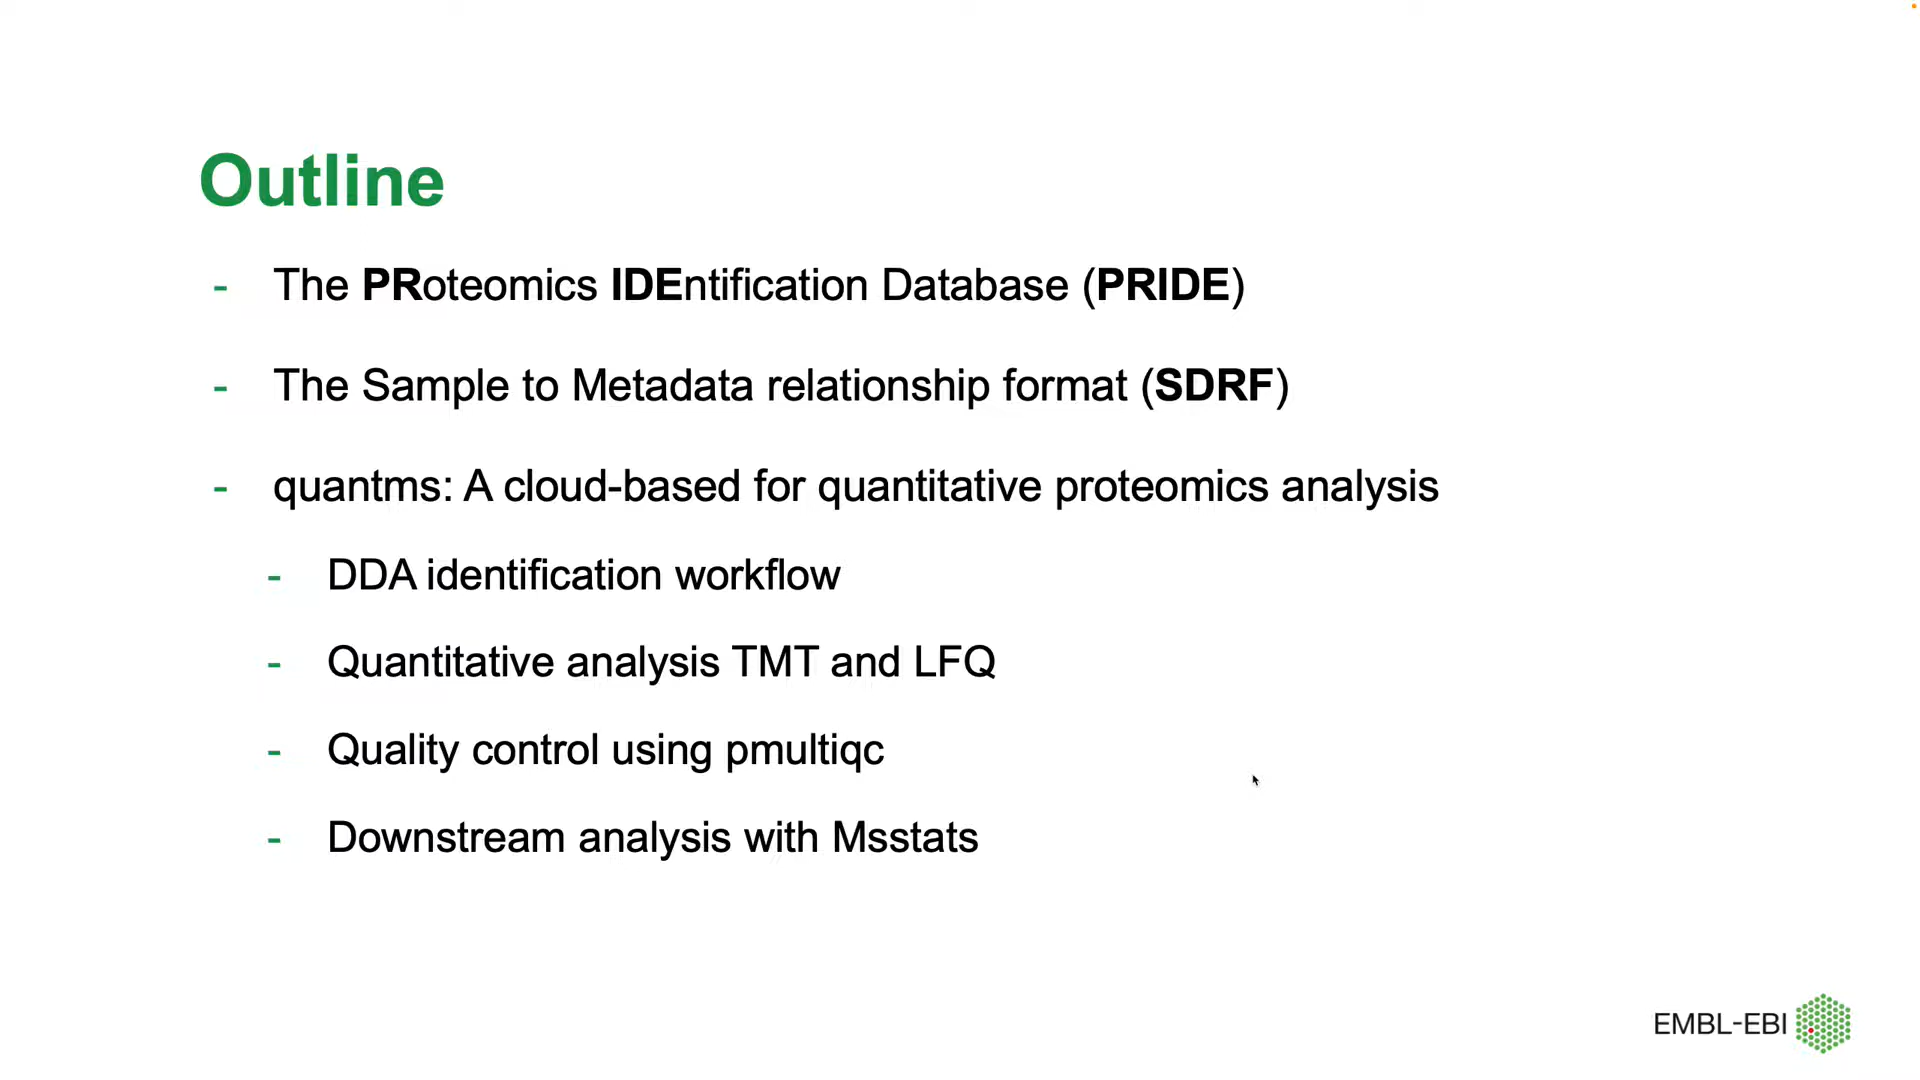 Outline
- The PRoteomics IDEntification Database (PRIDE)
- The Sample to Metadata relationship format (SDRF)
- quantms: A cloud-based for quantitative proteomics analysis
- DDA identification workflow
- Quantitative analysis TMT and LFQ
- Quality control using pmultiqc
- Downstream analysis with Msstats
EMBL-EBI